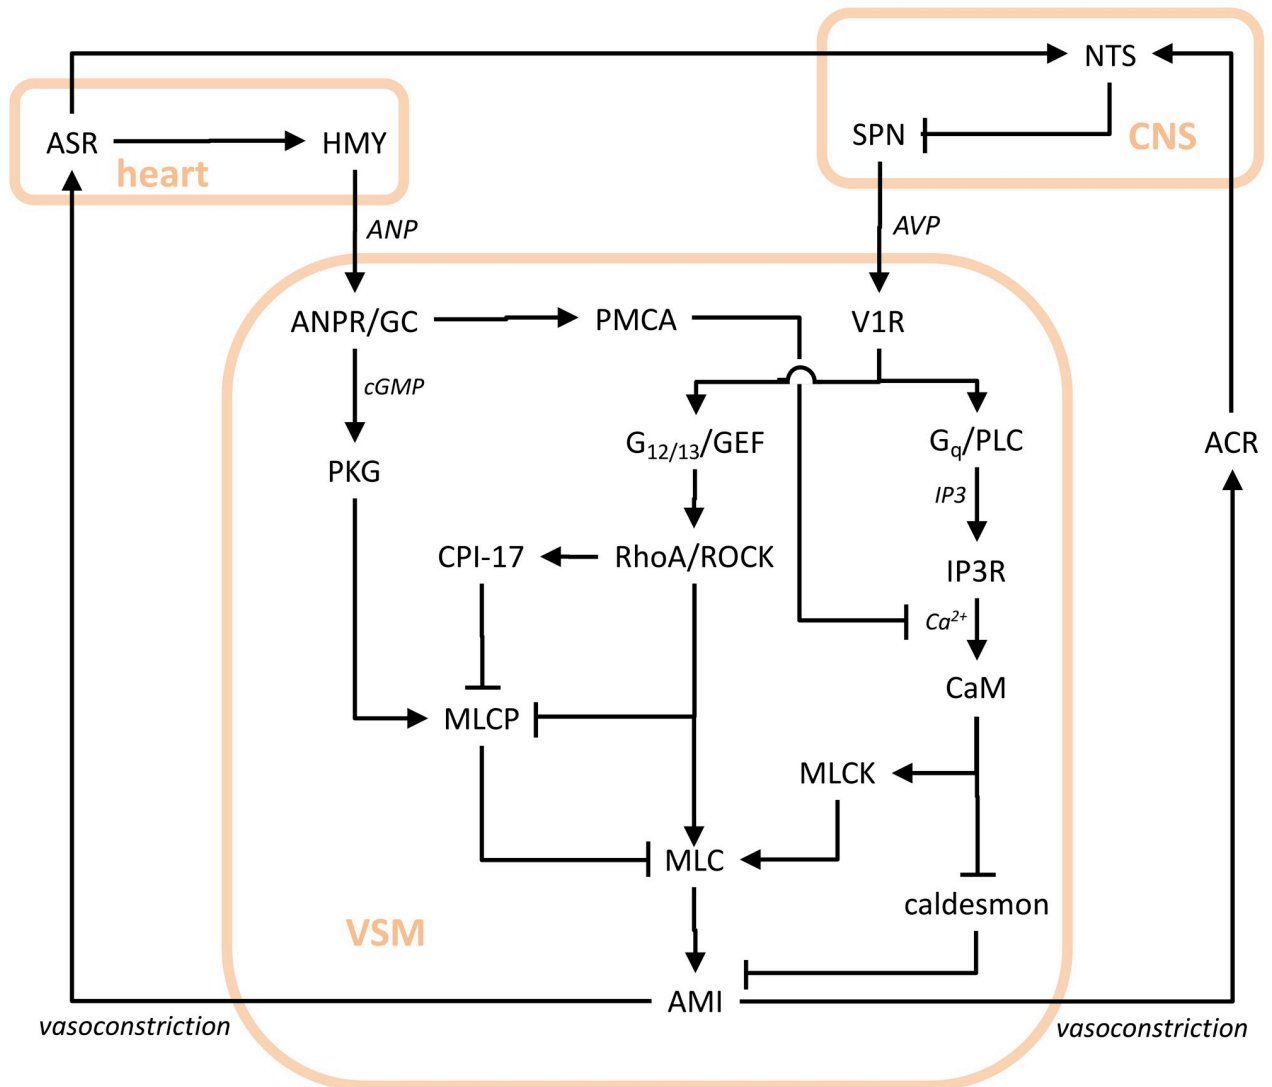 NTS
ASR
HMY
SPN
CNS
heart
ANP
AVP
ANPR/GC
PMCA
V1R
cGMP
G12/13/GEF
Gq/PLC
ACR
PKG
IP3
CPI-17
RhoA/ROCK
IP3R
Ca2+
CaM
MLCP
MLCK
MLC
caldesmon
VSM
AMI
vasoconstriction
vasoconstriction